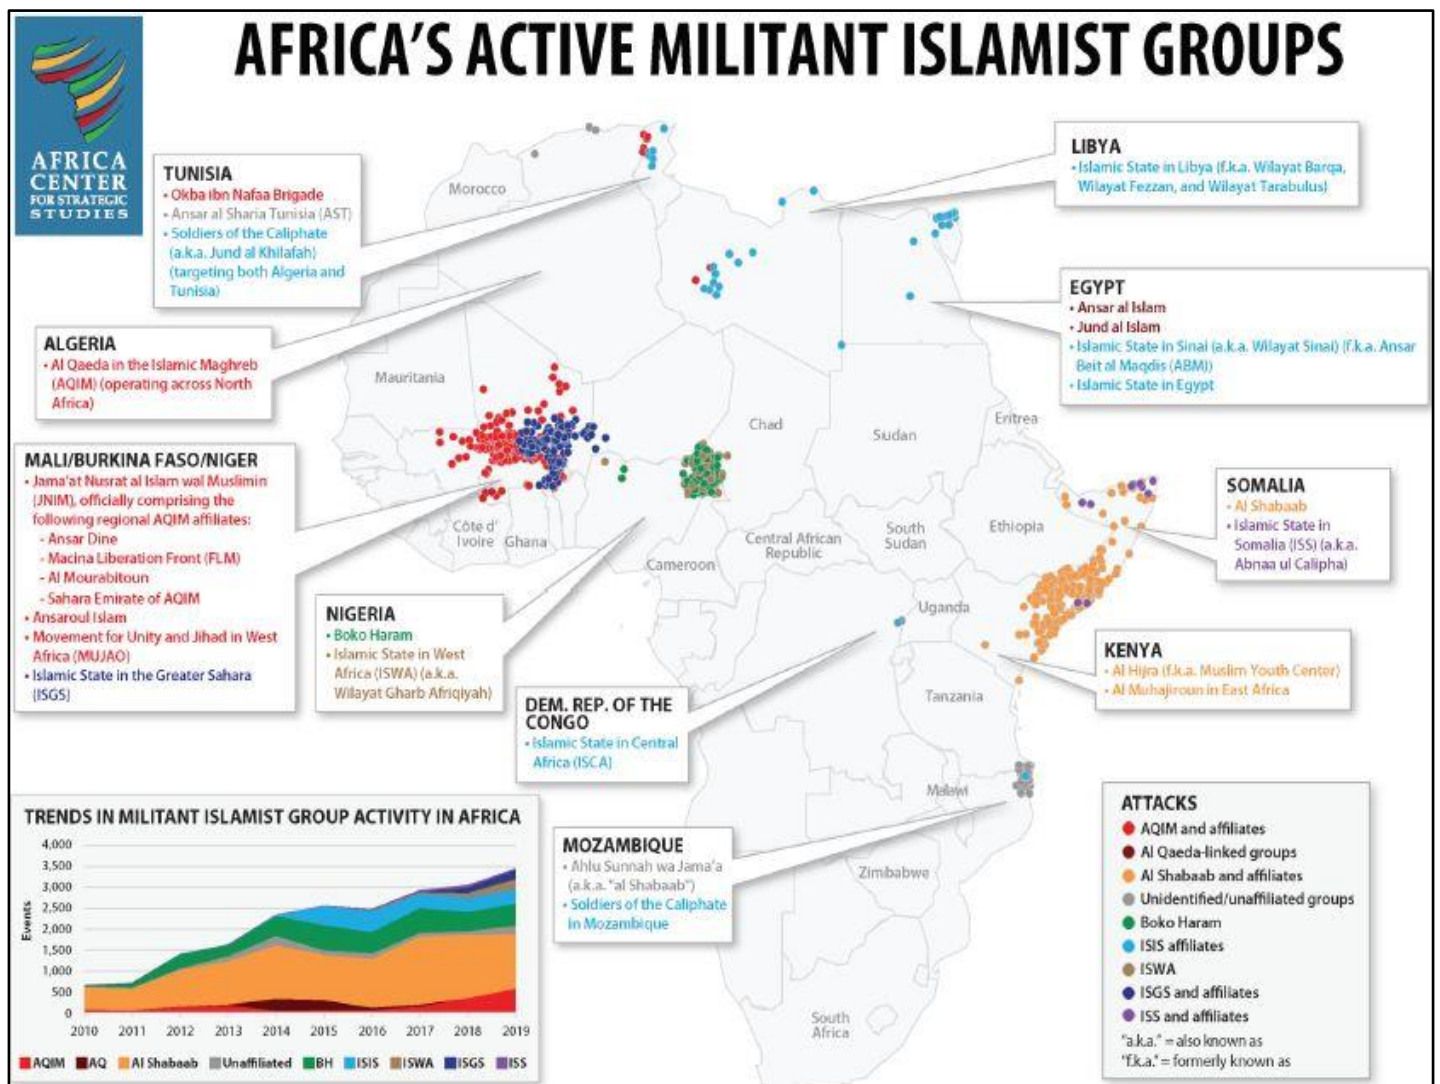 AFRICA'S ACTIVE MILITANT ISLAMIST GROUPS
AFRICA
CENTER
FOR STRATEGIC
STUDIES
TUNISIA
• Okba ibn Nafaa Brigade
• Ansar al Sharia Tunisia (AST)
• Soldiers of the Caliphate
(a.k.a. Jund al Khilafah)
(targeting both Algeria and
Tunisia)
LIBYA
• Islamic State in Libya (f.k.a. Wilayat Barqa,
Wilayat Fezzan, and Wilayat Tarabulus)
EGYPT
• Ansar al Islam
• Jund al Islam
• Islamic State in Sinai (a.k.a. Wilayat Sinai) (f.k.a. Ansar
Beit al Maqdis (ABM))
• Islamic State in Egypt
ALGERIA
• Al Qaeda in the Islamic Maghreb
(AQIM) (operating across North
Africa)
MALI/BURKINA FASO/NIGER
• Jama'at Nusrat al Islam wal Muslimin
(JNIM), officially comprising the
following regional AQIM affiliates:
- Ansar Dine
- Macina Liberation Front (FLM)
- Al Mourabitoun
- Sahara Emirate of AQIM
• Ansaroul Islam
• Movement for Unity and Jihad in West
Africa (MUJAO)
• Islamic State in the Greater Sahara
(ISGS)
NIGERIA
• Boko Haram
• Islamic State in West
Africa (ISWA) (a.k.a.
Wilayat Gharb Afriqiyah)
SOMALIA
• Al Shabaab
• Islamic State in
Somalia (ISS) (a.k.a.
Abnaa ul Calipha)
KENYA
• Al Hijra (f.k.a. Muslim Youth Center)
• Al Muhajiroun in East Africa
DEM. REP. OF THE
CONGO
• Islamic State in Central
Africa (ISCA)
MOZAMBIQUE
• Ahlu Sunnah wa Jama'a
(a.k.a. "al Shabaab")
• Soldiers of the Caliphate
in Mozambique
Morocco
Mauritania
Chad
Sudan
Eritrea
Côte d'
Ivoire
Ghana
Cameroon
Central African
Republic
South
Sudan
Ethiopia
Uganda
Tanzania
Malawi
Zimbabwe
South
Africa
TRENDS IN MILITANT ISLAMIST GROUP ACTIVITY IN AFRICA
Events
4,000
3,500
3,000
2,500
2,000
1,500
1,000
500
0
2010 2011 2012 2013 2014 2015 2016 2017 2018 2019
AQIM AQ Al Shabaab Unaffiliated BH ISIS ISWA ISGS ISS
ATTACKS
AQIM and affiliates
Al Qaeda-linked groups
Al Shabaab and affiliates
Unidentified/unaffiliated groups
Boko Haram
ISIS affiliates
ISWA
ISGS and affiliates
ISS and affiliates
"a.k.a." = also known as
"f.k.a." = formerly known as